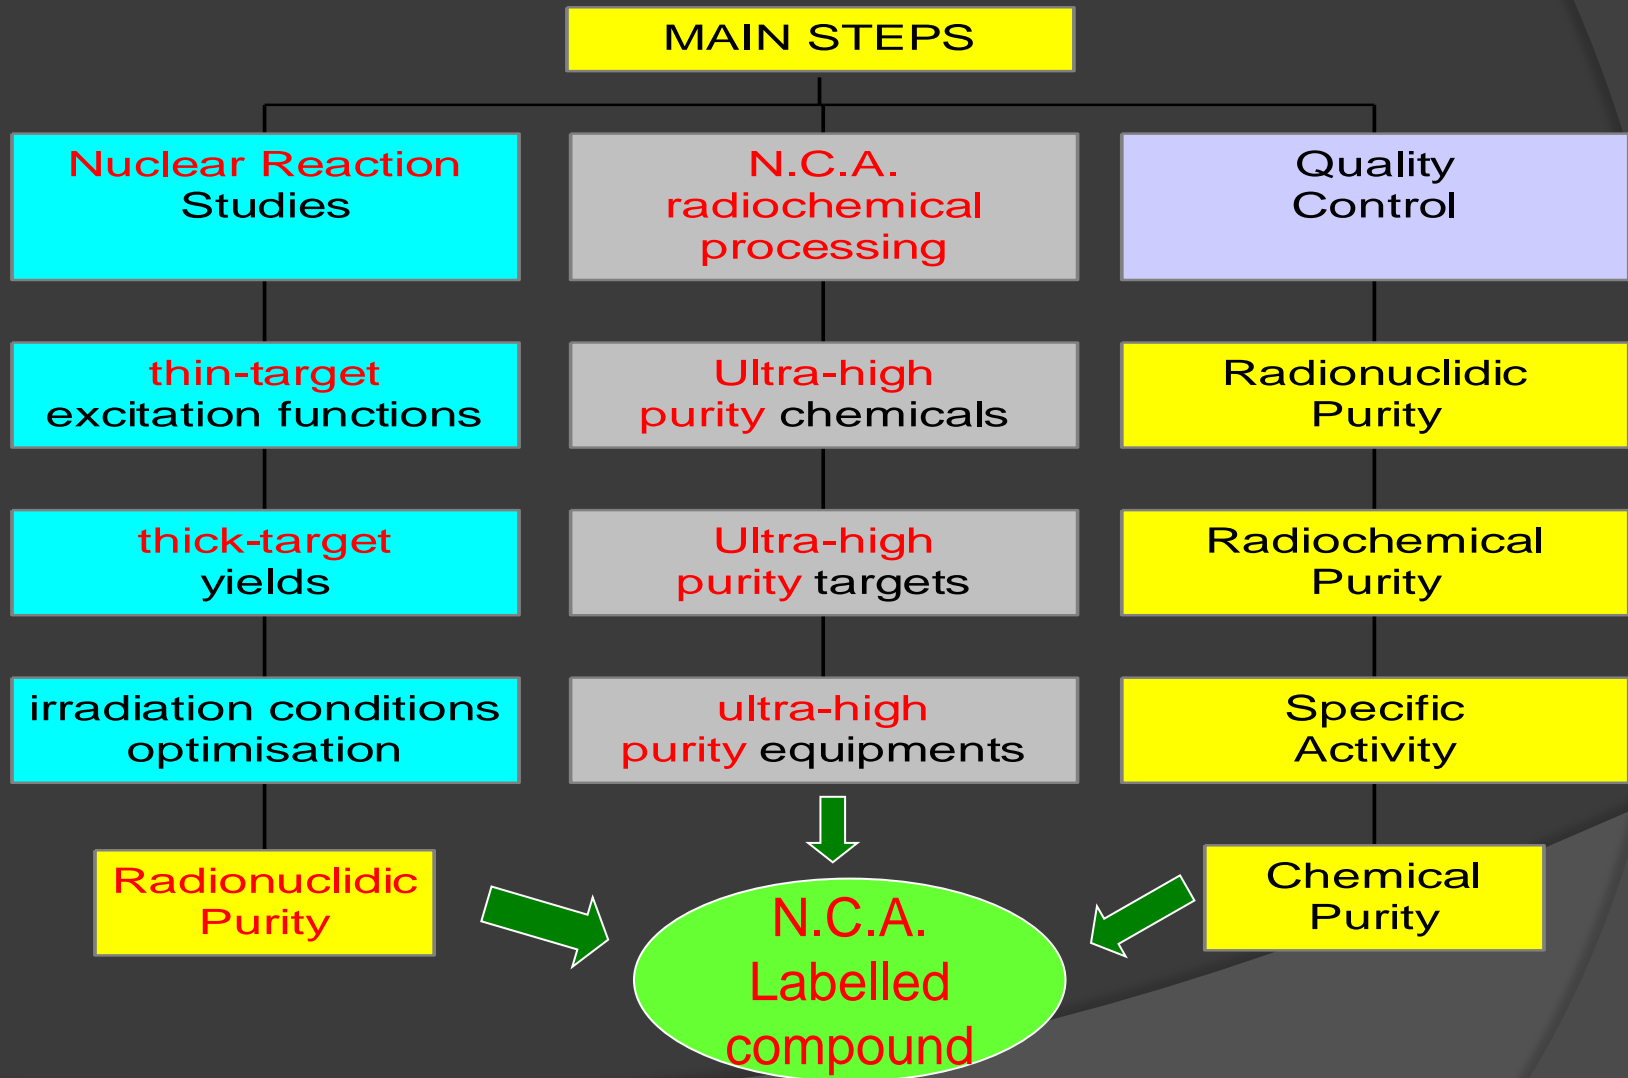 MAIN STEPS
Nuclear Reaction
Studies
thin-target
excitation functions
thick-target
yields
irradiation conditions
optimisation
Radionuclidic
Purity
N.C.A.
radiochemical
processing
Ultra-high
purity chemicals
Ultra-high
purity targets
ultra-high
purity equipments
Quality
Control
Radionuclidic
Purity
Radiochemical
Purity
Specific
Activity
Chemical
Purity
N.C.A.
Labelled
compound